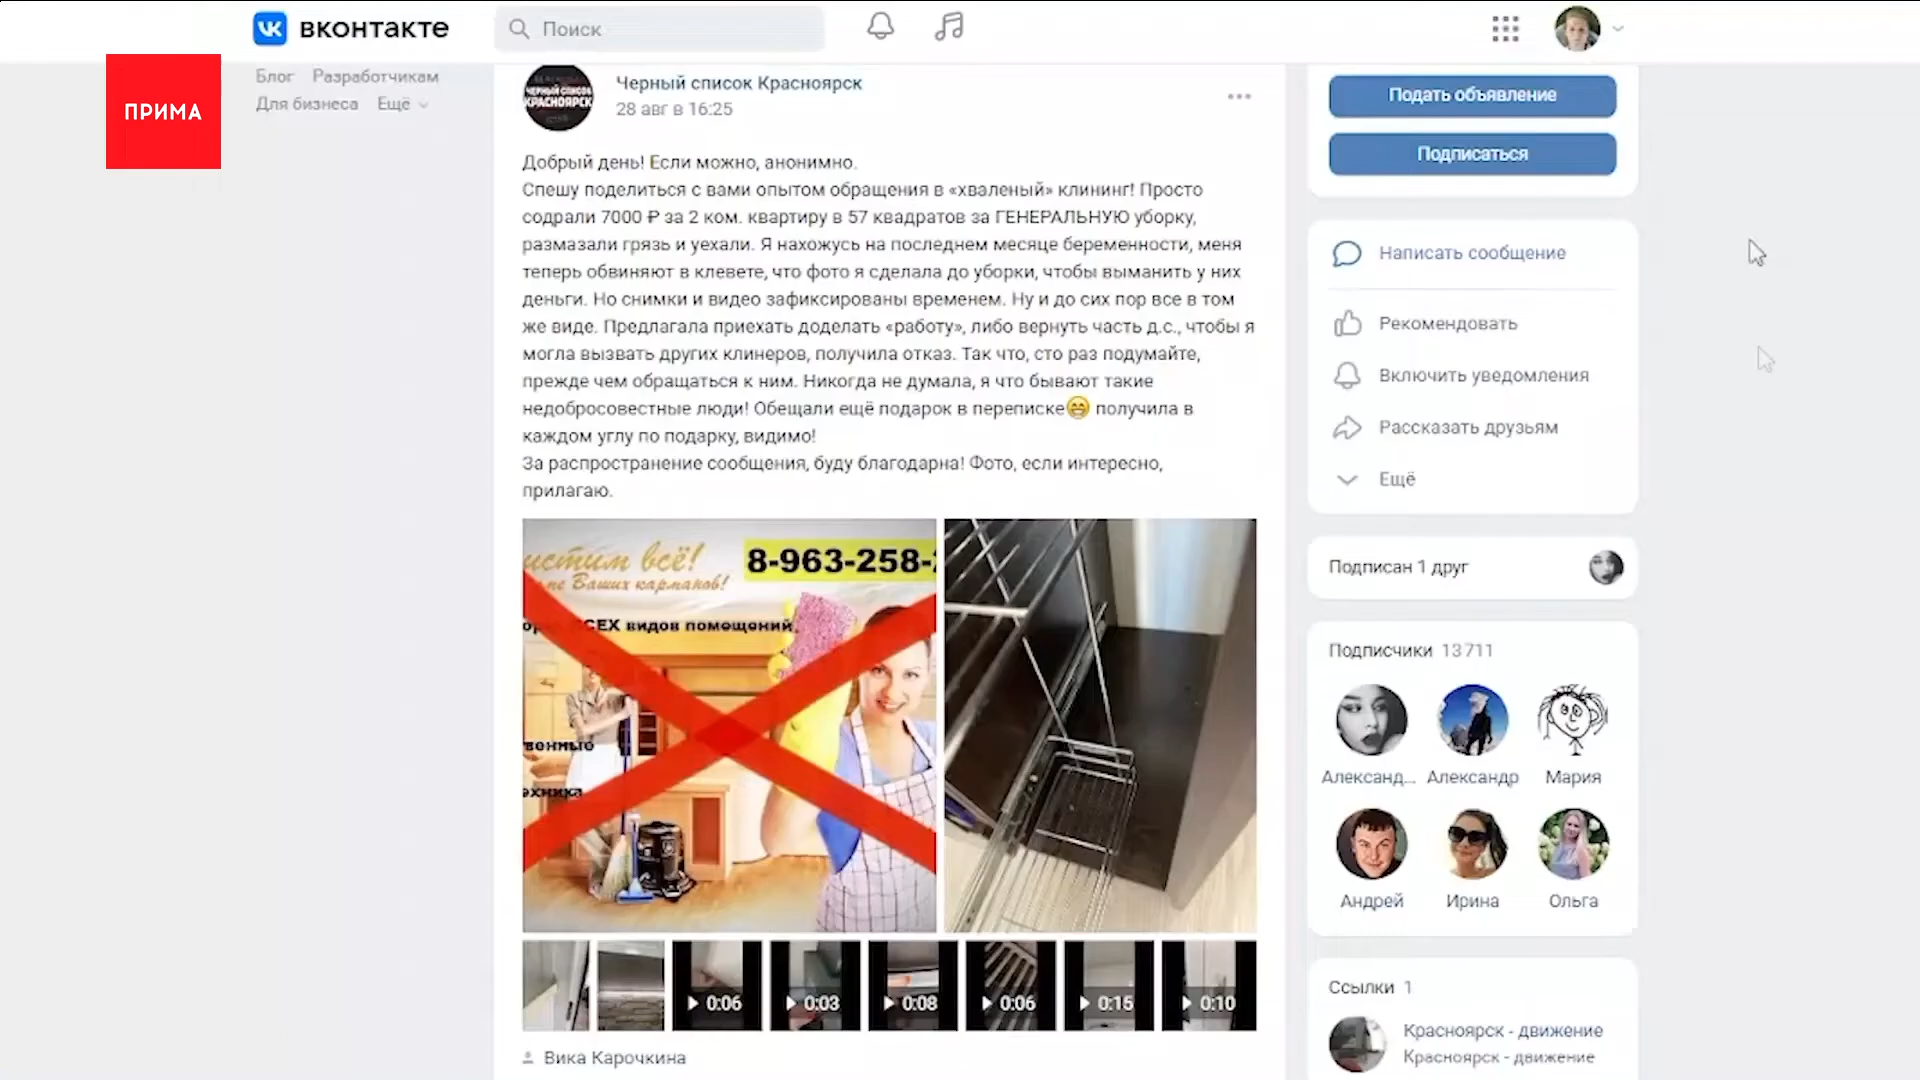 вконтакте
Поиск
ПРИМА
Блог Разработчикам
Для бизнеса Ещё
ЧЕРНЫЙ СПИСОК
КРАСНОЯРСК
Черный список Красноярск
28 авг в 16:25
Добрый день! Если можно, анонимно.
Спешу поделиться с вами опытом обращения в «хваленый» клининг! Просто
содрали 7000 ₽ за 2 ком. квартиру в 57 квадратов за ГЕНЕРАЛЬНУЮ уборку,
размазали грязь и уехали. Я нахожусь на последнем месяце беременности, меня
теперь обвиняют в клевете, что фото я сделала до уборки, чтобы выманить у них
деньги. Но снимки и видео зафиксированы временем. Ну и до сих пор все в том
же виде. Предлагала приехать доделать «работу», либо вернуть часть д.с., чтобы я
могла вызвать других клинеров, получила отказ. Так что, сто раз подумайте,
прежде чем обращаться к ним. Никогда не думала, я что бывают такие
недобросовестные люди! Обещали ещё подарок в переписке😁 получила в
каждом углу по подарку, видимо!
За распространение сообщения, буду благодарна! Фото, если интересно,
прилагаю.
истим всё!
8-963-258-
Ваших карманов!
ВСЕХ видов помещений
венные
ехника
0:06
0:03
0:08
0:06
0:15
0:10
Вика Карочкина
Подать объявление
Подписаться
Написать сообщение
Рекомендовать
Включить уведомления
Рассказать друзьям
Ещё
Подписан 1 друг
Подписчики 13 711
Александ... Александр Мария
Андрей Ирина Ольга
Ссылки 1
Красноярск - движение
Красноярск - движение